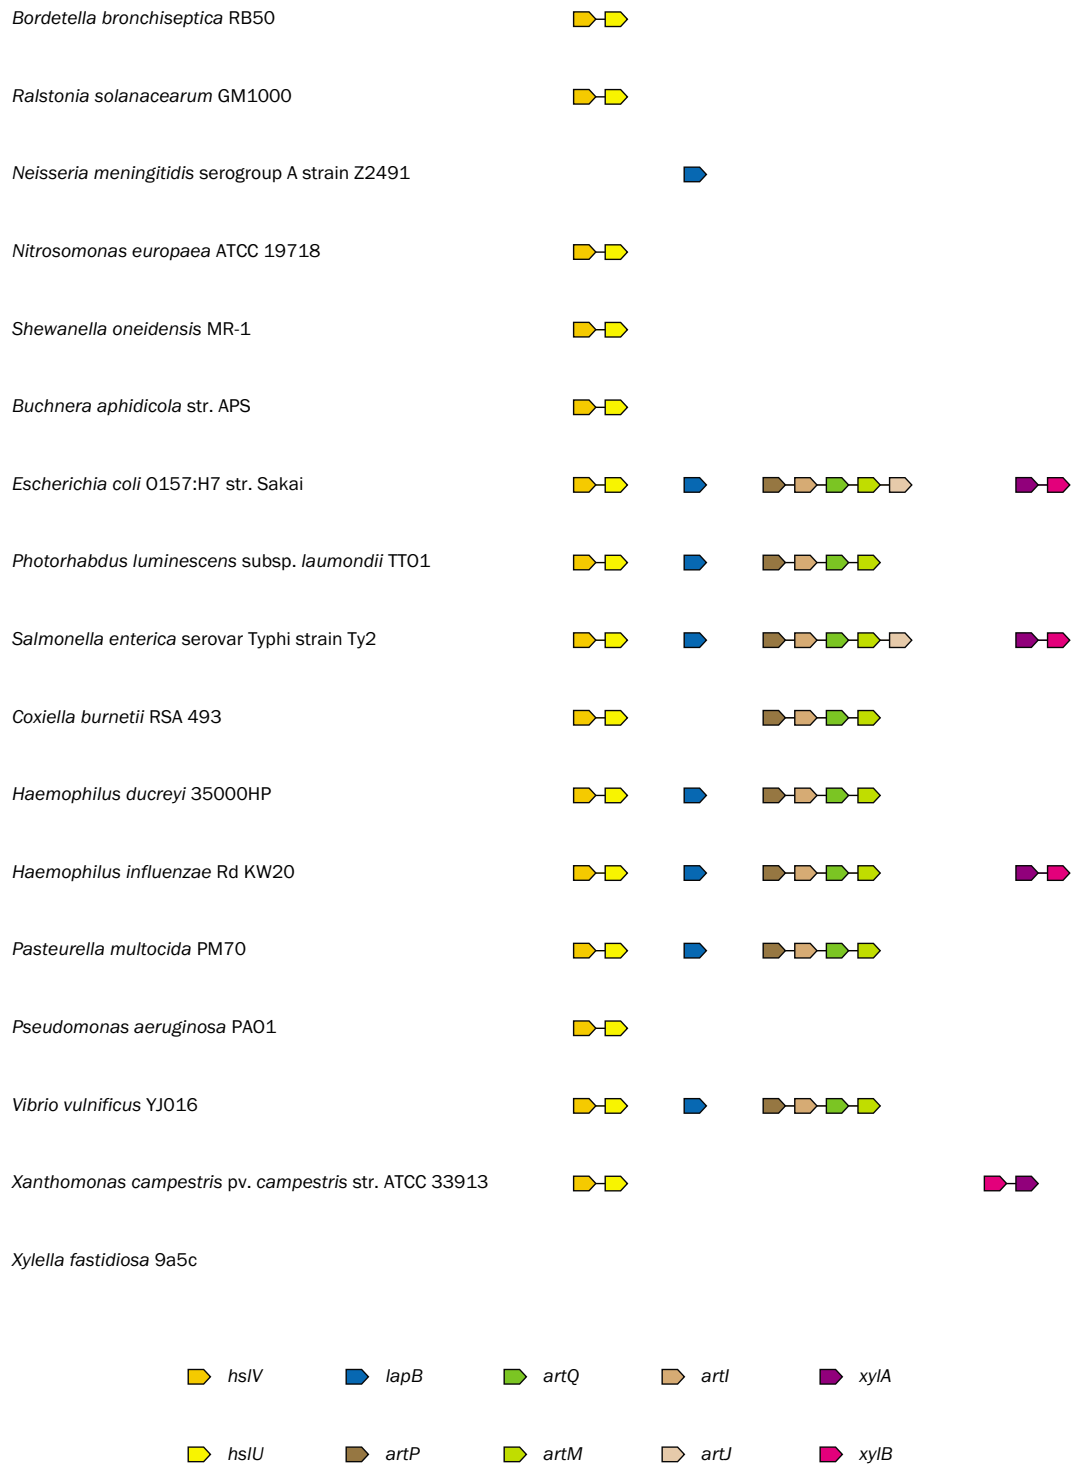 Bordetella bronchiseptica RB50
Ralstonia solanacearum GM1000
Neisseria meningitidis serogroup A strain Z2491
Nitrosomonas europaea ATCC 19718
Shewanella oneidensis MR-1
Buchnera aphidicola str. APS
Escherichia coli O157:H7 str. Sakai
Photorhabdus luminescens subsp. laumondii TTO1
Salmonella enterica serovar Typhi strain Ty2
Coxiella burnetii RSA 493
Haemophilus ducreyi 35000HP
Haemophilus influenzae Rd KW20
Pasteurella multocida PM70
Pseudomonas aeruginosa PAO1
Vibrio vulnificus YJ016
Xanthomonas campestris pv. campestris str. ATCC 33913
Xylella fastidiosa 9a5c
hslV lapB artQ artI xylA
hslU artP artM artJ xylB